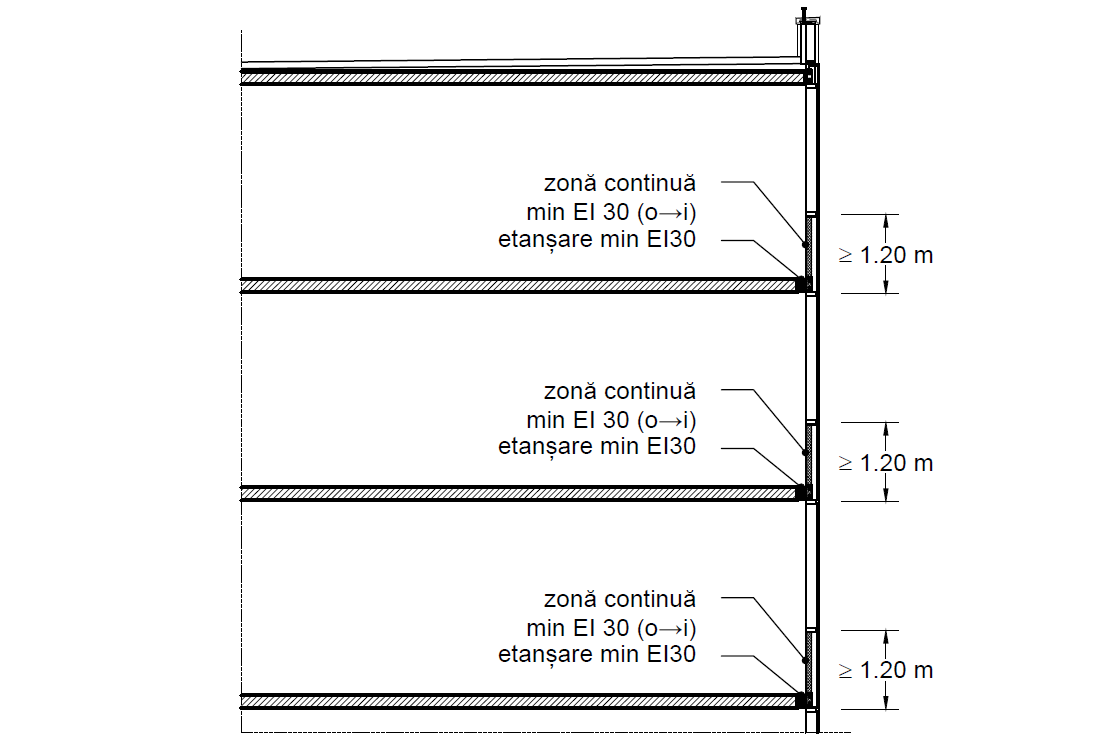 zonă continuă
min EI 30 (o→i)
etanșare min EI30
≥ 1.20 m
zonă continuă
min EI 30 (o→i)
etanșare min EI30
≥ 1.20 m
zonă continuă
min EI 30 (o→i)
etanșare min EI30
≥ 1.20 m